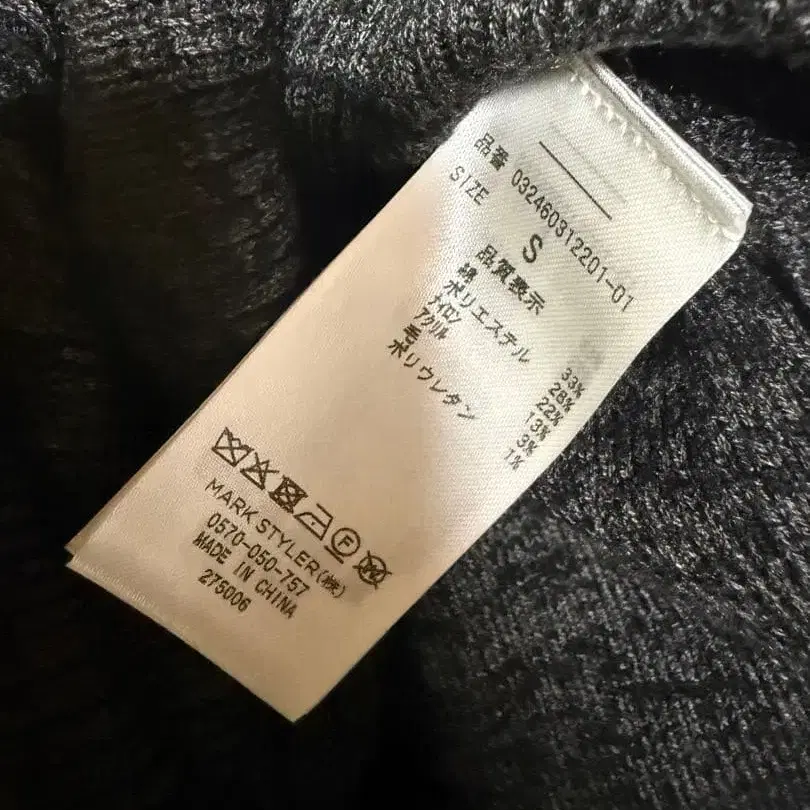 品番 032460312201-01
SIZE S
品質表示
綿 33%
ポリエステル 28%
ナイロン 22%
アクリル 13%
毛 3%
ポリウレタン 1%
MARK STYLER(株)
0570-050-757
MADE IN CHINA
275006